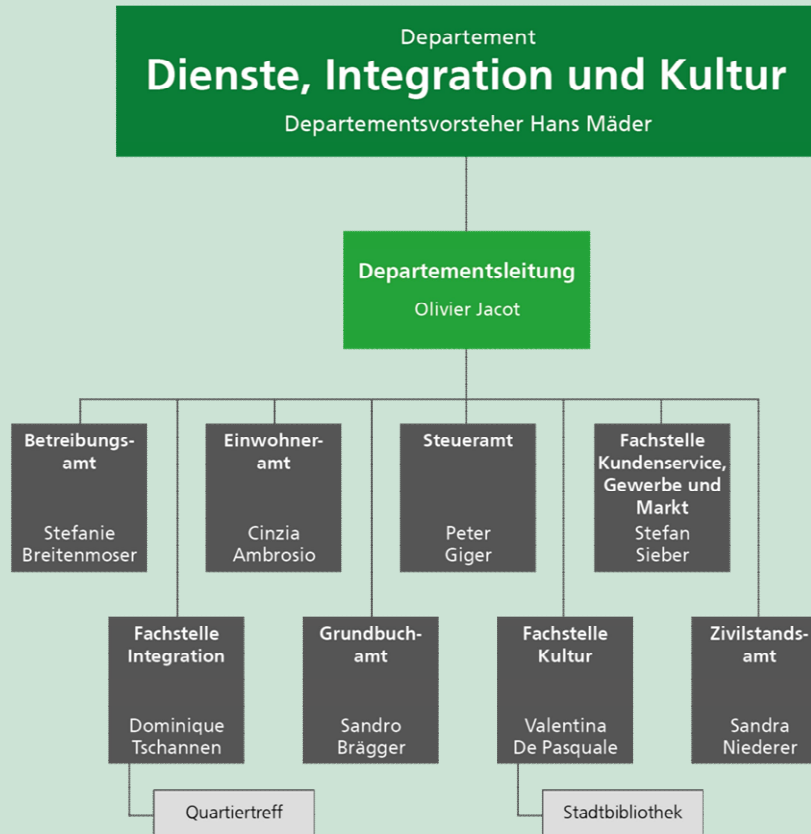 Departement
Dienste, Integration und Kultur
Departementsvorsteher Hans Mäder
Departementsleitung
Olivier Jacot
Betreibungs-
amt
Stefanie
Breitenmoser
Einwohner-
amt
Cinzia
Ambrosio
Steueramt
Peter
Giger
Fachstelle
Kundenservice,
Gewerbe und
Markt
Stefan
Sieber
Fachstelle
Integration
Dominique
Tschannen
Grundbuch-
amt
Sandro
Brägger
Fachstelle
Kultur
Valentina
De Pasquale
Zivilstands-
amt
Sandra
Niederer
Quartiertreff
Stadtbibliothek